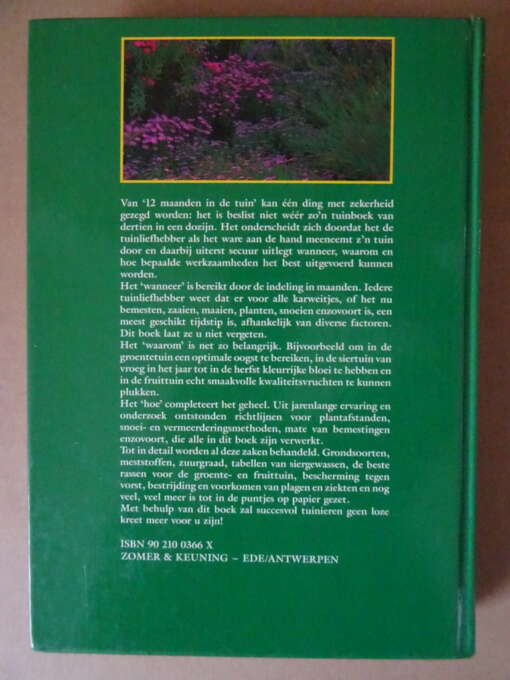 Van ‘12 maanden in de tuin’ kan één ding met zekerheid
gezegd worden: het is beslist niet wéér zo’n tuinboek van
dertien in een dozijn. Het onderscheidt zich doordat het de
tuinliefhebber als het ware aan de hand meeneemt z’n tuin
door en daarbij uiterst secuur uitlegt wanneer, waarom en
hoe bepaalde werkzaamheden het best uitgevoerd kunnen
worden.
Het ‘wanneer’ is bereikt door de indeling in maanden. Iedere
tuinliefhebber weet dat er voor alle karweitjes, of het nu
bemesten, zaaien, maaien, planten, snoeien enzovoort is, een
meest geschikt tijdstip is, afhankelijk van diverse factoren.
Dit boek laat ze u niet vergeten.
Het ‘waarom’ is net zo belangrijk. Bijvoorbeeld om in de
groentetuin een optimale oogst te bereiken, in de siertuin van
vroeg in het jaar tot in de herfst kleurrijke bloei te hebben en
in de fruittuin echt smaakvolle kwaliteitsvruchten te kunnen
plukken.
Het ‘hoe’ completeert het geheel. Uit jarenlange ervaring en
onderzoek ontstonden richtlijnen voor plantafstanden,
snoei- en vermeerderingsmethoden, mate van bemestingen
enzovoort, die alle in dit boek zijn verwerkt.
Tot in detail worden al deze zaken behandeld. Grondsoorten,
meststoffen, zuurgraad, tabellen van siergewassen, de beste
rassen voor de groente- en fruittuin, bescherming tegen
vorst, bestrijding en voorkomen van plagen en ziekten en nog
veel, veel meer is tot in de puntjes op papier gezet.
Met behulp van dit boek zal succesvol tuinieren geen loze
kreet meer voor u zijn!
ISBN 90 210 0366 X
ZOMER & KEUNING – EDE/ANTWERPEN